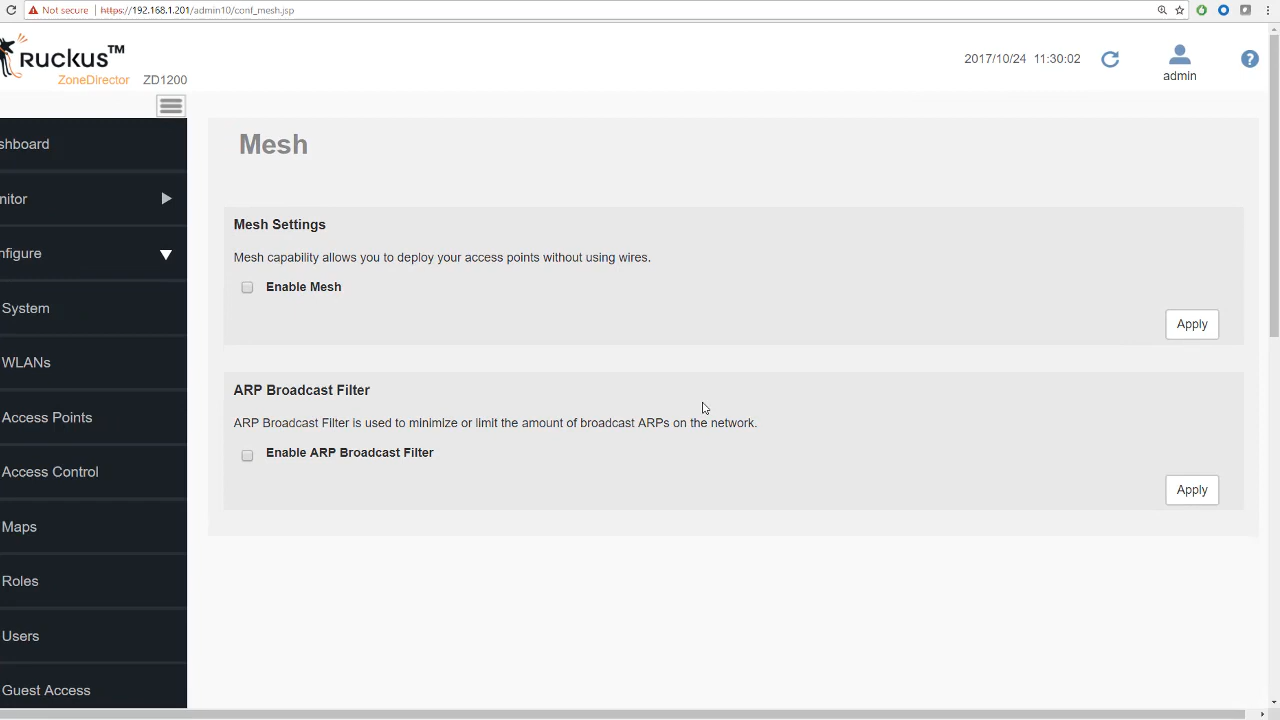 Not secure https://192.168.1.201/admin10/conf_mesh.jsp
RUCKUS™
ZoneDirector ZD1200
2017/10/24 11:30:02
admin
shboard
nitor
nfigure
System
WLANs
Access Points
Access Control
Maps
Roles
Users
Guest Access
Mesh
Mesh Settings
Mesh capability allows you to deploy your access points without using wires.
Enable Mesh
Apply
ARP Broadcast Filter
ARP Broadcast Filter is used to minimize or limit the amount of broadcast ARPs on the network.
Enable ARP Broadcast Filter
Apply